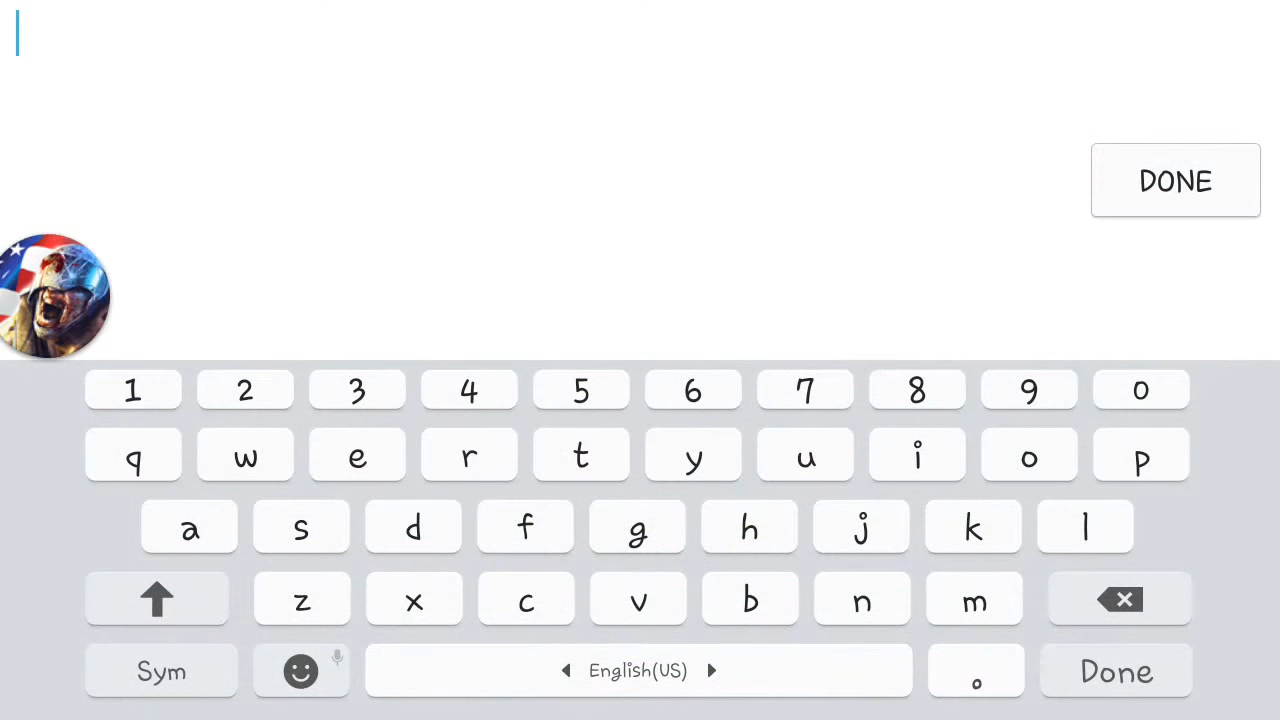 DONE
1 2 3 4 5 6 7 8 9 0
q w e r t y u i o p
a s d f g h j k l
z x c v b n m
Sym English(US) . Done